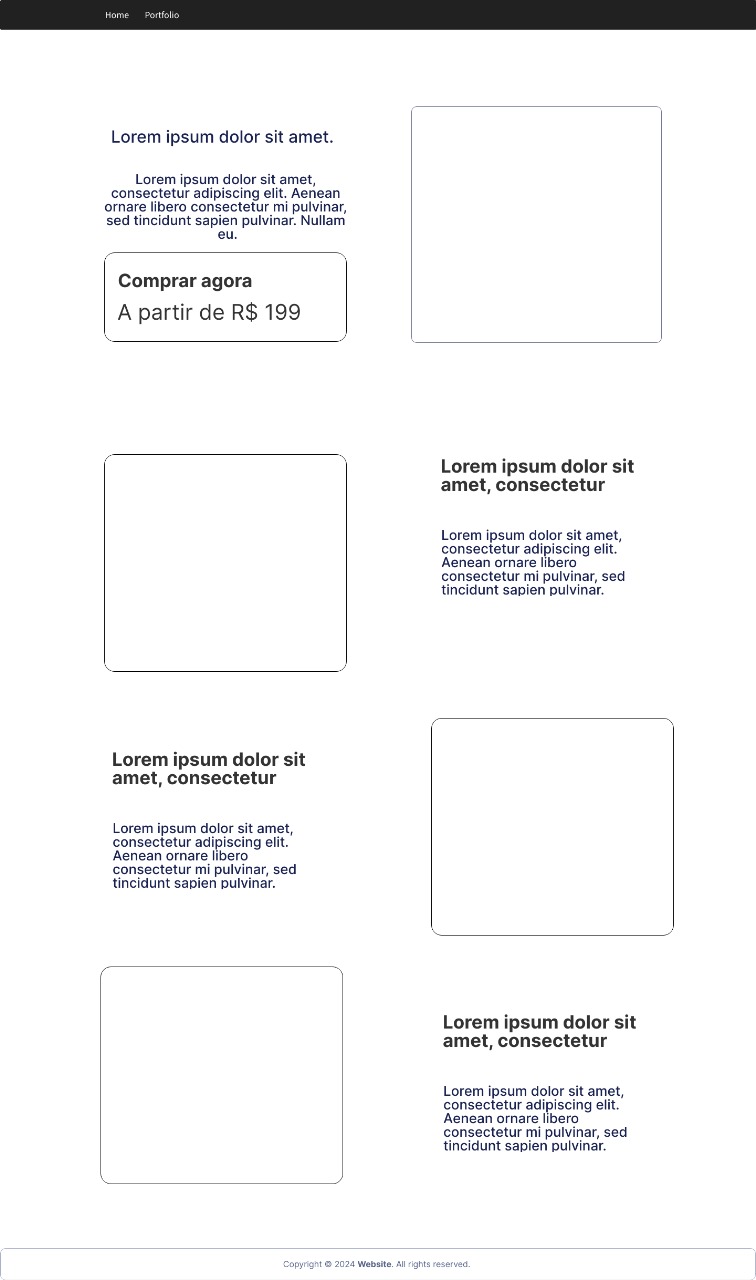 Home Portfolio
Lorem ipsum dolor sit amet.
Lorem ipsum dolor sit amet,
consectetur adipiscing elit. Aenean
ornare libero consectetur mi pulvinar,
sed tincidunt sapien pulvinar. Nullam
eu.
Comprar agora
A partir de R$ 199
Lorem ipsum dolor sit
amet, consectetur
Lorem ipsum dolor sit amet,
consectetur adipiscing elit.
Aenean ornare libero
consectetur mi pulvinar, sed
tincidunt sapien pulvinar.
Lorem ipsum dolor sit
amet, consectetur
Lorem ipsum dolor sit amet,
consectetur adipiscing elit.
Aenean ornare libero
consectetur mi pulvinar, sed
tincidunt sapien pulvinar.
Lorem ipsum dolor sit
amet, consectetur
Lorem ipsum dolor sit amet,
consectetur adipiscing elit.
Aenean ornare libero
consectetur mi pulvinar, sed
tincidunt sapien pulvinar.
Copyright © 2024 Website. All rights reserved.